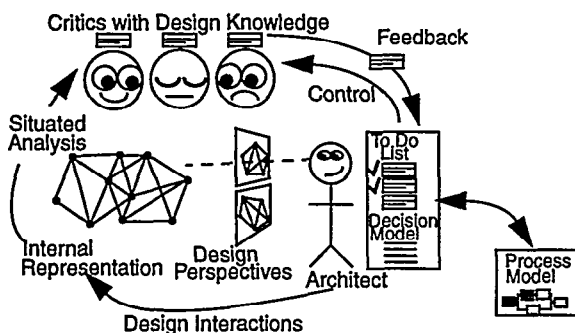 Critics with Design Knowledge
Feedback
Control
Situated
Analysis
To Do
List
Decision
Model
Internal
Representation
Design
Perspectives
Architect
Process
Model
Design Interactions